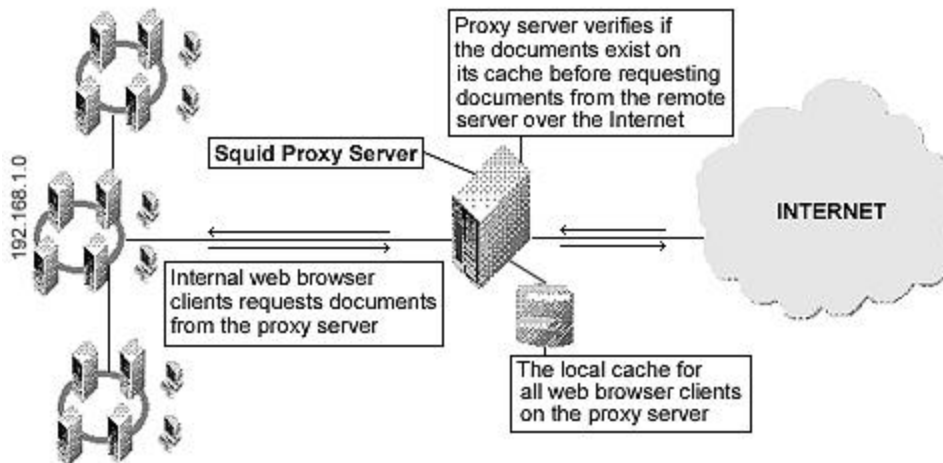 Proxy server verifies if
the documents exist on
its cache before requesting
documents from the remote
server over the Internet
Squid Proxy Server
192.168.1.0
INTERNET
Internal web browser
clients requests documents
from the proxy server
The local cache for
all web browser clients
on the proxy server